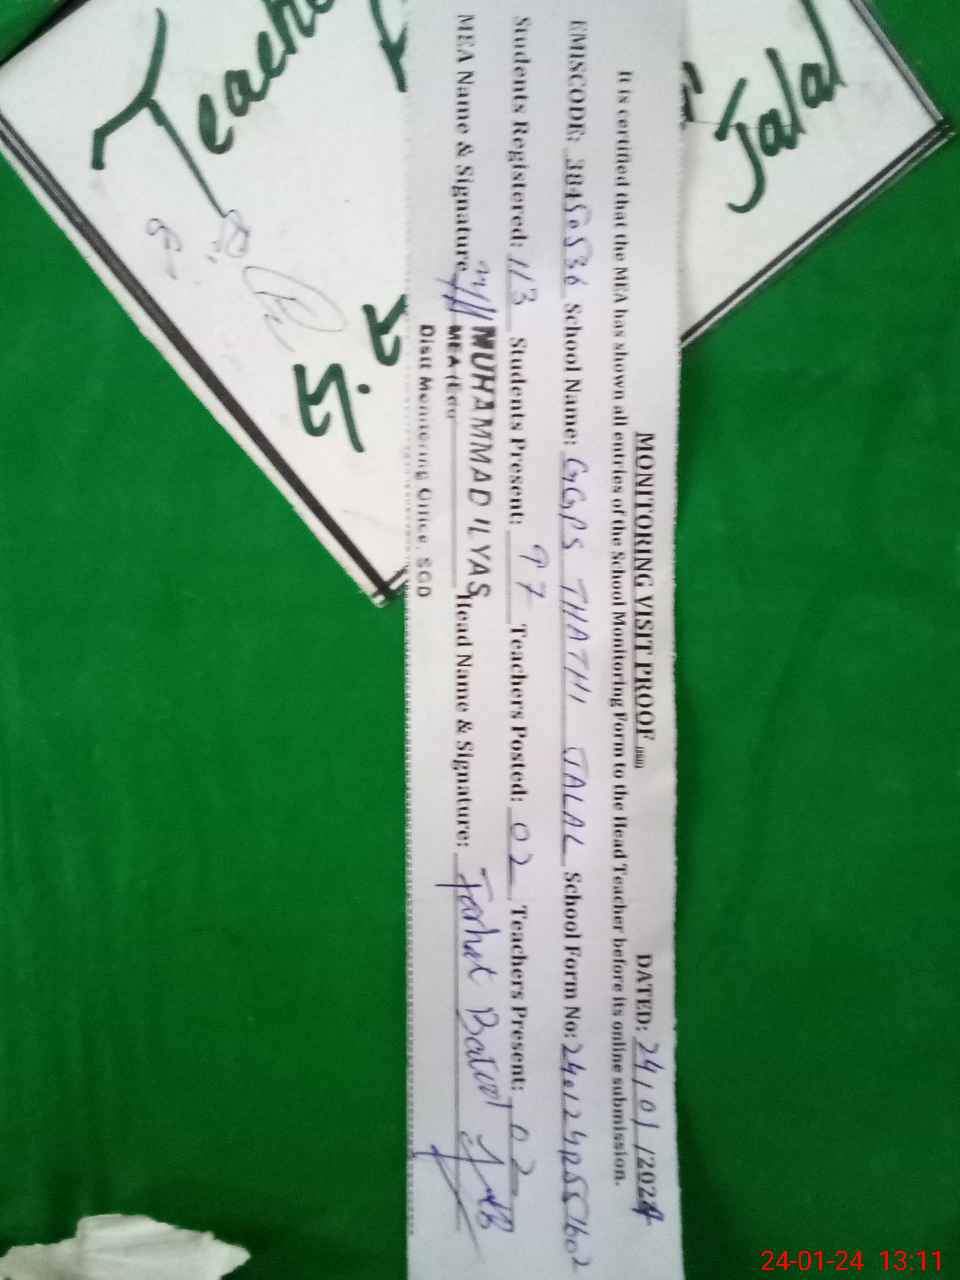 MONITORING VISIT PROOF DATED: 24/01/2024
It is certified that the MEA has shown all entries of the School Monitoring Form to the Head Teacher before its online submission.
EMISCODE: 38450536 School Name: GGPS THATHI JALAL School Form No: 240124
Students Registered: 113 Students Present: 97 Teachers Posted: 02 Teachers Present: 02
MEA Name & Signature Head Name & Signature: Farhat Batool
MUHAMMAD ILYAS
MEA
Distt Monitoring Office, SGD
Jalal
S.
24-01-24 13:11